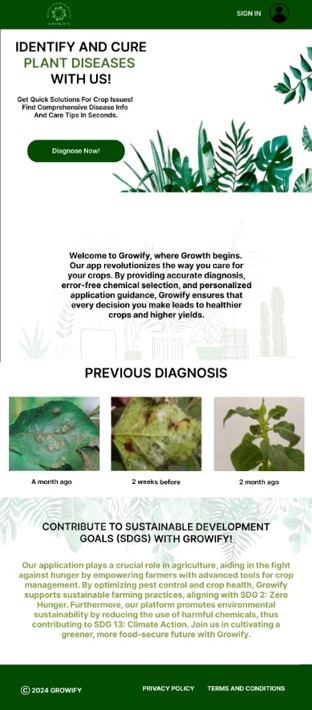 GROWIFY
SIGN IN
IDENTIFY AND CURE
PLANT DISEASES
WITH US!
Get Quick Solutions For Crop Issues!
Find Comprehensive Disease Info
And Care Tips In Seconds.
Diagnose Now!
Welcome to Growify, where Growth begins.
Our app revolutionizes the way you care for
your crops. By providing accurate diagnosis,
error-free chemical selection, and personalized
application guidance, Growify ensures that
every decision you make leads to healthier
crops and higher yields.
PREVIOUS DIAGNOSIS
A month ago
2 weeks before
2 month ago
CONTRIBUTE TO SUSTAINABLE DEVELOPMENT
GOALS (SDGS) WITH GROWIFY!
Our application plays a crucial role in agriculture, aiding in the fight
against hunger by empowering farmers with advanced tools for crop
management. By optimizing pest control and crop health, Growify
supports sustainable farming practices, aligning with SDG 2: Zero
Hunger. Furthermore, our platform promotes environmental
sustainability by reducing the use of harmful chemicals, thus
contributing to SDG 13: Climate Action. Join us in cultivating a
greener, more food-secure future with Growify.
© 2024 GROWIFY
PRIVACY POLICY
TERMS AND CONDITIONS